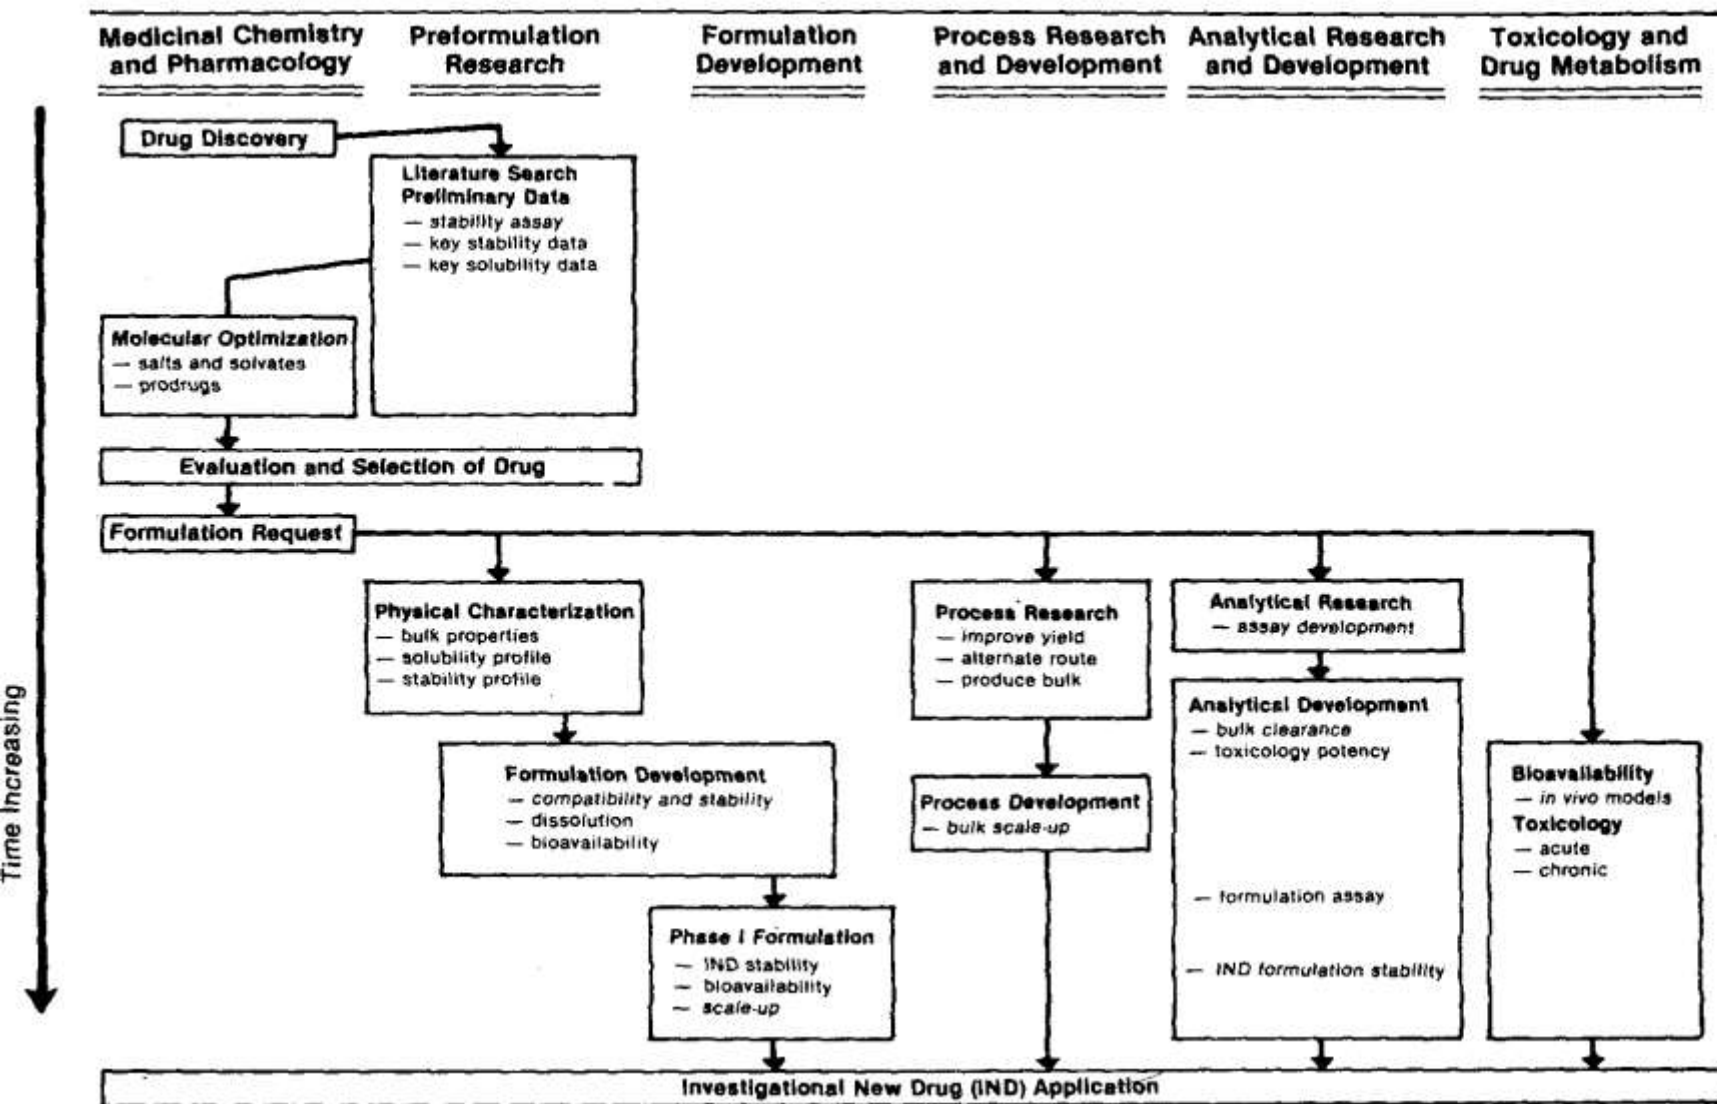 Medicinal Chemistry
and Pharmacology
Preformulation
Research
Formulation
Development
Process Research
and Development
Analytical Research
and Development
Toxicology and
Drug Metabolism
Drug Discovery
Literature Search
Preliminary Data
— stability assay
— key stability data
— key solubility data
Molecular Optimization
— salts and solvates
— prodrugs
Evaluation and Selection of Drug
Formulation Request
Physical Characterization
— bulk properties
— solubility profile
— stability profile
Formulation Development
— compatibility and stability
— dissolution
— bioavailability
Phase I Formulation
— IND stability
— bioavailability
— scale-up
Process Research
— improve yield
— alternate route
— produce bulk
Process Development
— bulk scale-up
Analytical Research
— assay development
Analytical Development
— bulk clearance
— toxicology potency
— formulation assay
— IND formulation stability
Bioavailability
— in vivo models
Toxicology
— acute
— chronic
Time Increasing
Investigational New Drug (IND) Application